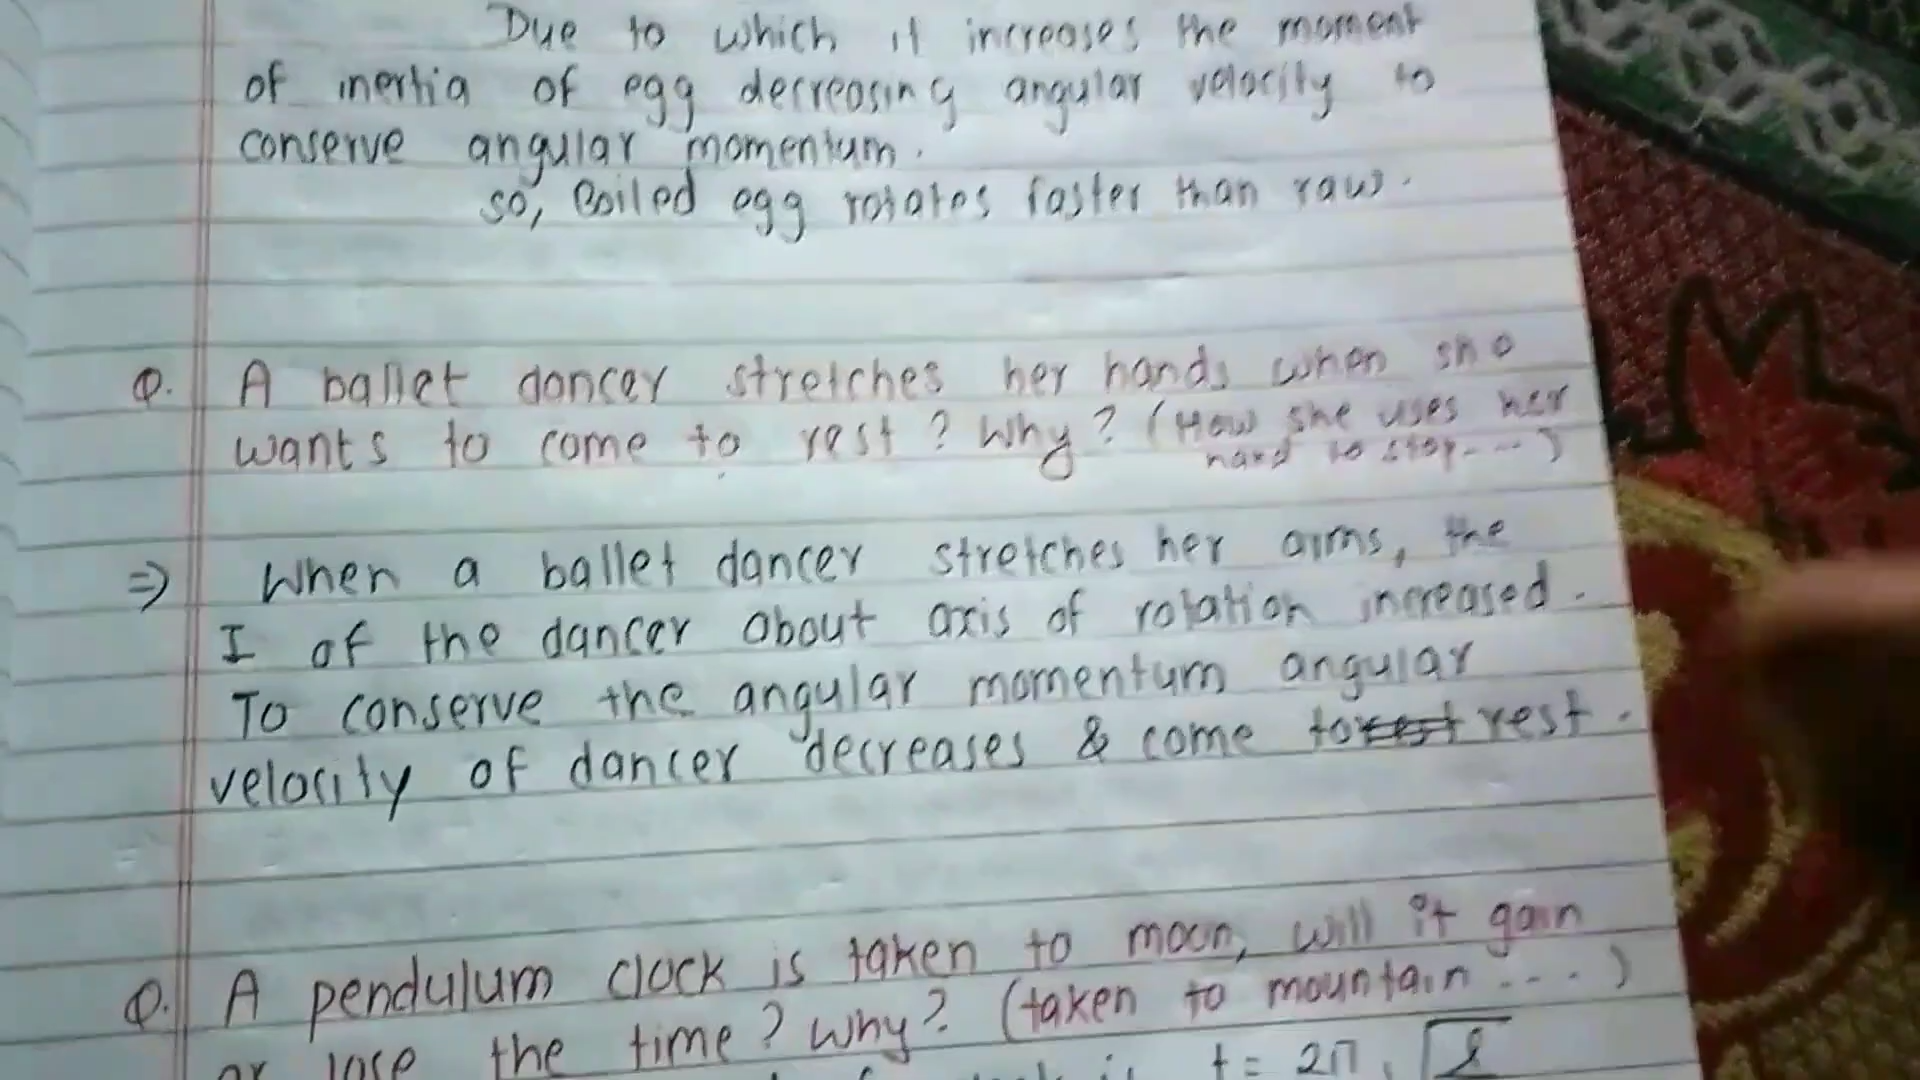 Due to which it increases the moment
of inertia of egg decreasing angular velocity to
conserve angular momentum.
so, Boiled egg rotates faster than raw.
Q. A ballet dancer stretches her hands when she
wants to come to rest? Why? (How she uses her
hand to stop----)
=> When a ballet dancer stretches her arms, the
I of the dancer about axis of rotation increased.
To conserve the angular momentum angular
velocity of dancer decreases & come to rest rest.
Q. A pendulum clock is taken to moon, will it gain
or lose the time? Why? (taken to mountain ....)
t = 2π √l